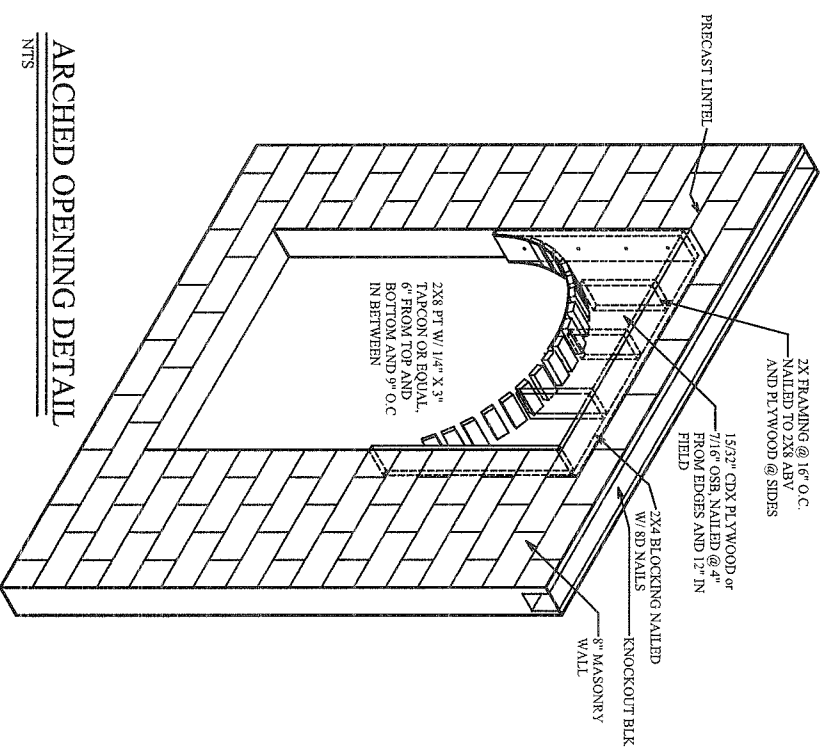 PRECAST LINTEL
2X FRAMING @ 16" O.C.
NAILED TO 2X8 ABV
AND PLYWOOD @ SIDES
15/32" CDX PLYWOOD or
7/16" OSB, NAILED @ 4"
FROM EDGES AND 12" IN
FIELD
2X4 BLOCKING NAILED
W/ 8D NAILS
KNOCKOUT BLK.
8" MASONRY
WALL
2X8 PT W/ 1/4" X 3"
TAPCON OR EQUAL,
6" FROM TOP AND
BOTTOM AND 9" O.C
IN BETWEEN
ARCHED OPENING DETAIL
NTS